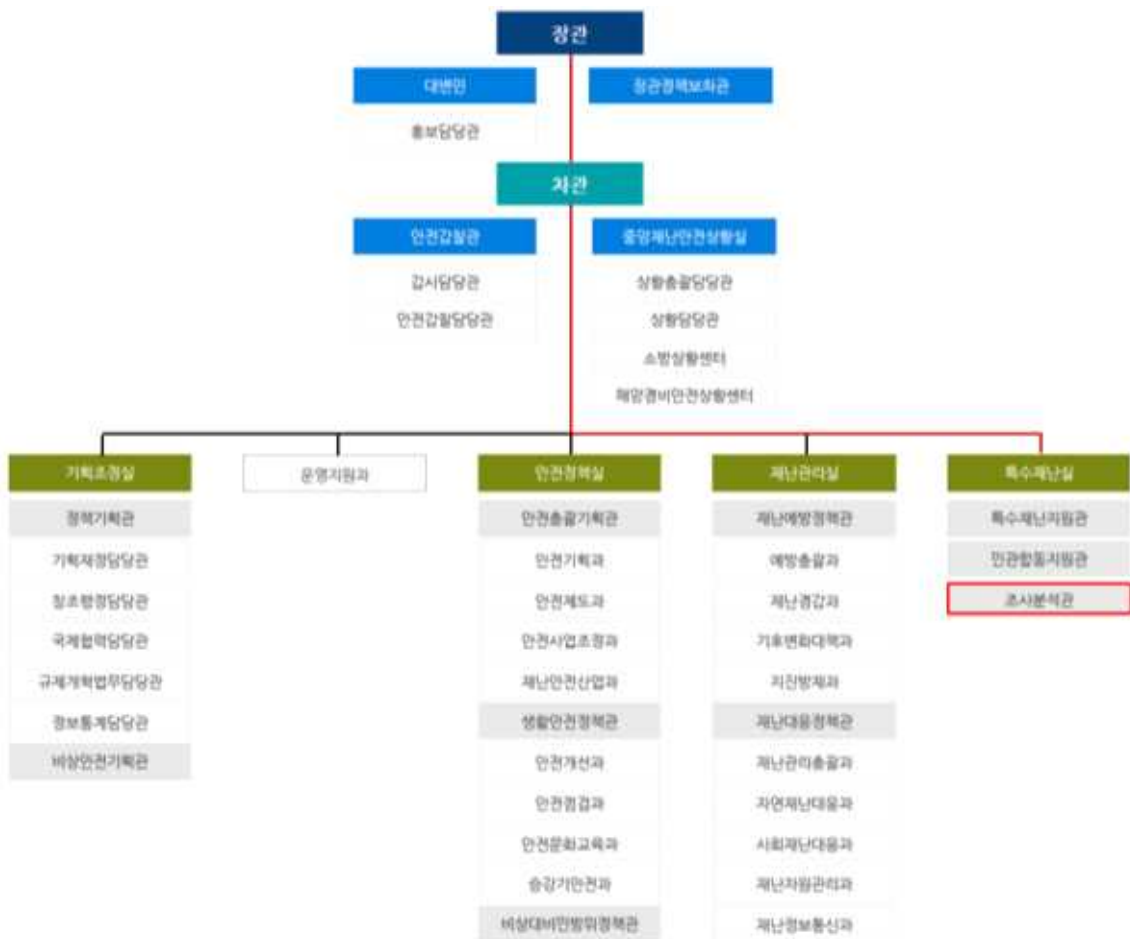 장관
대변인
장관정책보좌관
홍보담당관
차관
안전감찰관
중앙재난안전상황실
감사담당관
상황총괄담당관
안전감찰담당관
상황담당관
소방상황센터
해양경비안전상황센터
기획조정실
운영지원과
안전정책실
재난관리실
특수재난실
정책기획관
안전총괄기획관
재난예방정책관
특수재난지원관
기획재정담당관
안전기획과
예방총괄과
민관합동지원관
창조행정담당관
안전제도과
재난경감과
조사분석관
국제협력담당관
안전사업조정과
기후변화대책과
규제개혁법무담당관
재난안전산업과
지진방재과
정보통계담당관
생활안전정책관
재난대응정책관
비상안전기획관
안전개선과
재난관리총괄과
안전점검과
자연재난대응과
안전문화교육과
사회재난대응과
승강기안전과
재난자원관리과
비상대비민방위정책관
재난정보통신과